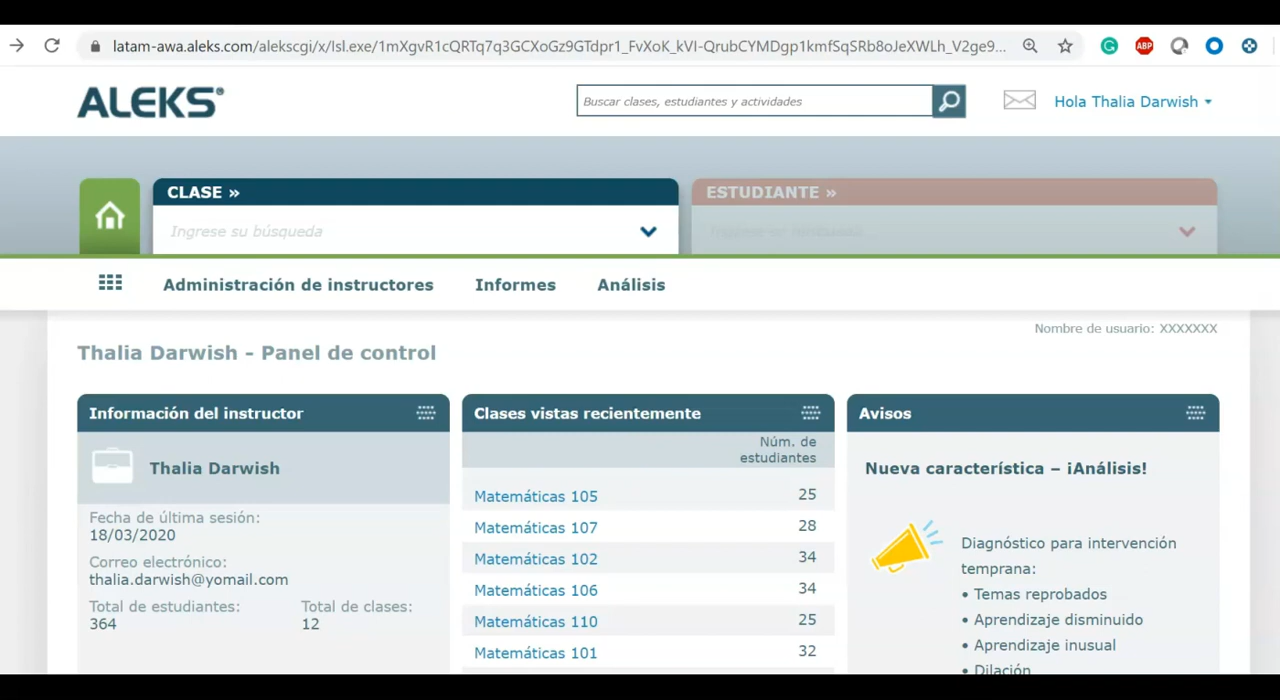 latam-awa.aleks.com/alekscgi/x/Isl.exe/1mXgvR1cQRTq7q3GCXoGz9GTdpr1_FvXoK_kVI-QrubCYMDgp1kmfSqSRb8oJeXWLh_V2ge9...
ABP
ALEKS®
Buscar clases, estudiantes y actividades
Hola Thalia Darwish
CLASE »
ESTUDIANTE »
Ingrese su búsqueda
Administración de instructores
Informes
Análisis
Nombre de usuario: XXXXXXX
Thalia Darwish - Panel de control
Información del instructor
Thalia Darwish
Fecha de última sesión:
18/03/2020
Correo electrónico:
thalia.darwish@yomail.com
Total de estudiantes: Total de clases:
364 12
Clases vistas recientemente
Núm. de
estudiantes
Matemáticas 105 25
Matemáticas 107 28
Matemáticas 102 34
Matemáticas 106 34
Matemáticas 110 25
Matemáticas 101 32
Avisos
Nueva característica – ¡Análisis!
Diagnóstico para intervención
temprana:
• Temas reprobados
• Aprendizaje disminuido
• Aprendizaje inusual
• Dilación